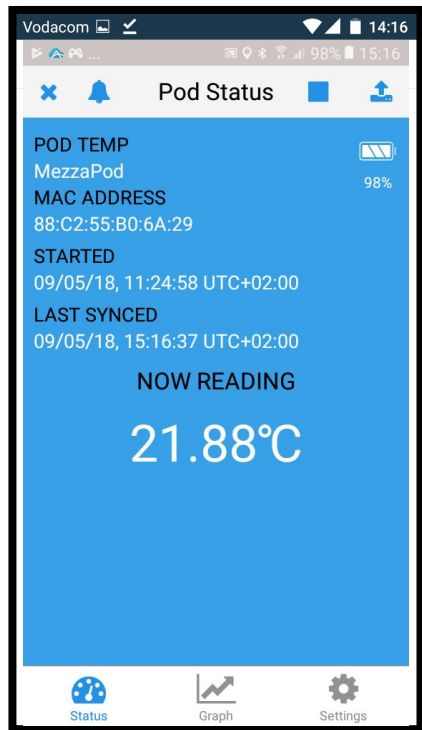 Vodacom 14:16
... 98% 15:16
Pod Status
POD TEMP
MezzaPod
98%
MAC ADDRESS
88:C2:55:B0:6A:29
STARTED
09/05/18, 11:24:58 UTC+02:00
LAST SYNCED
09/05/18, 15:16:37 UTC+02:00
NOW READING
21.88°C
Status Graph Settings